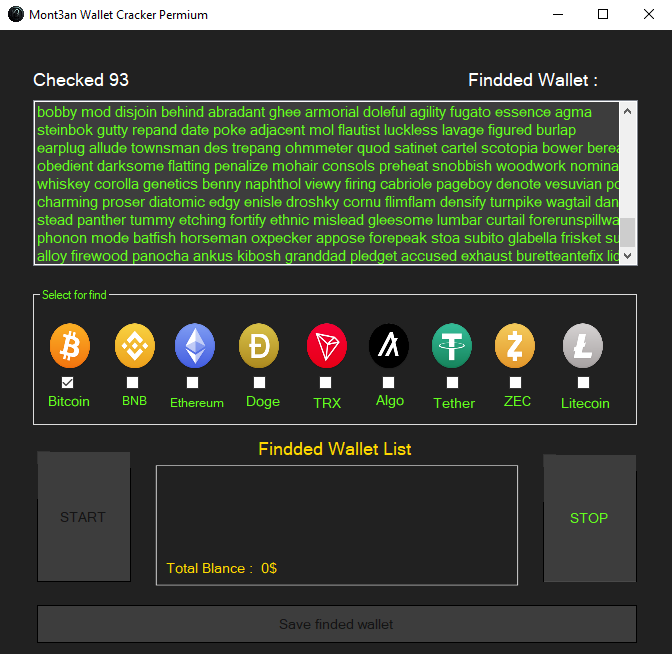 Mont3an Wallet Cracker Permium
Checked 93
Findded Wallet :
bobby mod disjoin behind abradant ghee armorial doleful agility fugato essence agma
steinbok gutty repand date poke adjacent mol flautist luckless lavage figured burlap
earplug allude townsman des trepang ohmmeter quod satinet cartel scotopia bower berea
obedient darksome flatting penalize mohair consols preheat snobbish woodwork nomina
whiskey corolla genetics benny naphthol viewy firing cabriole pageboy denote vesuvian po
charming proser diatomic edgy enisle droshky cornu flimflam densify turnpike wagtail dan
stead panther tummy etching fortify ethnic mislead gleesome lumbar curtail forerunspillwa
phonon mode batfish horseman oxpecker appose forepeak stoa subito glabella frisket su
alloy firewood panocha ankus kibosh granddad pledget accused exhaust buretteantefix lic
Select for find
Bitcoin BNB Ethereum Doge TRX Algo Tether ZEC Litecoin
Findded Wallet List
START
STOP
Total Blance : 0$
Save finded wallet